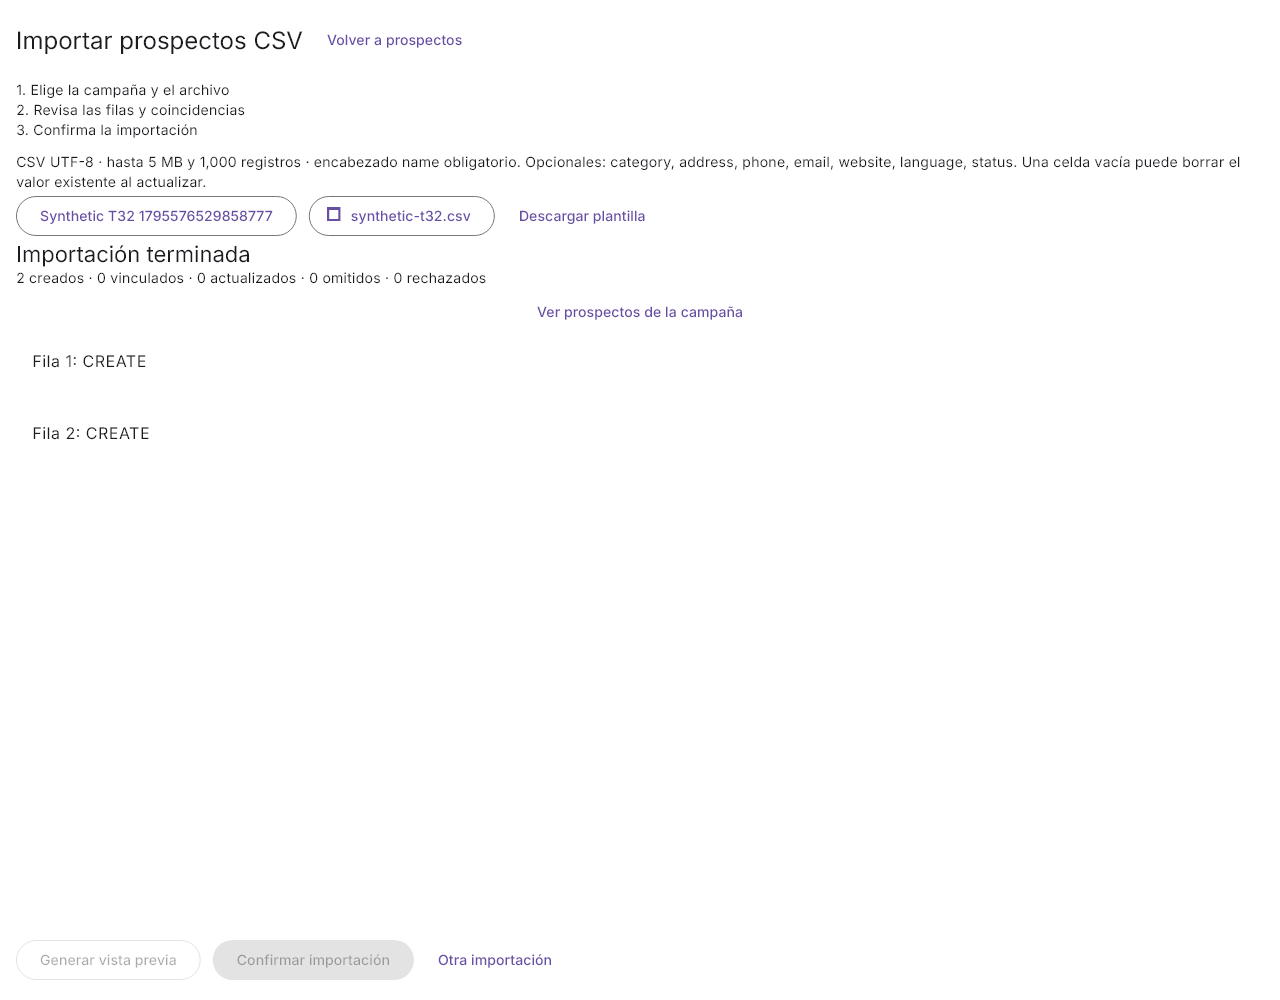 Importar prospectos CSV Volver a prospectos
1. Elige la campaña y el archivo
2. Revisa las filas y coincidencias
3. Confirma la importación
CSV UTF-8 · hasta 5 MB y 1,000 registros · encabezado name obligatorio. Opcionales: category, address, phone, email, website, language, status. Una celda vacía puede borrar el
valor existente al actualizar.
Synthetic T32 1795576529858777 synthetic-t32.csv Descargar plantilla
Importación terminada
2 creados · 0 vinculados · 0 actualizados · 0 omitidos · 0 rechazados
Ver prospectos de la campaña
Fila 1: CREATE
Fila 2: CREATE
Generar vista previa Confirmar importación Otra importación